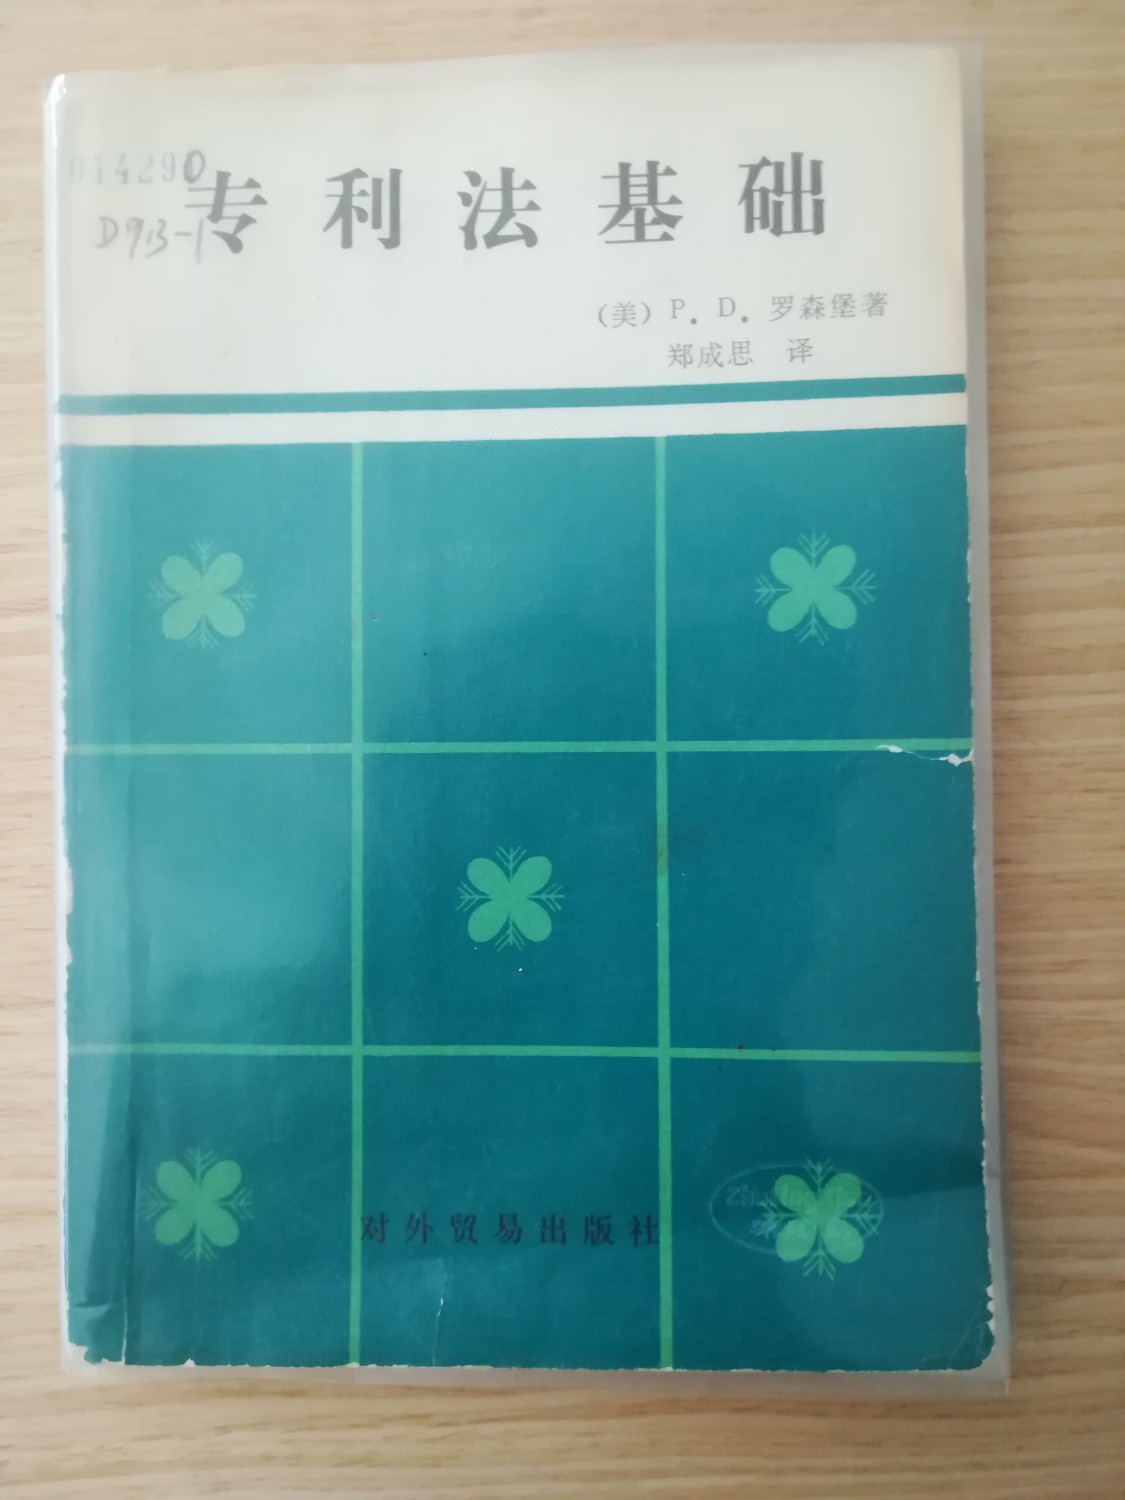 014290
D913-1
专利法基础
（美）P．D．罗森堡著
郑成思 译
对外贸易出版社